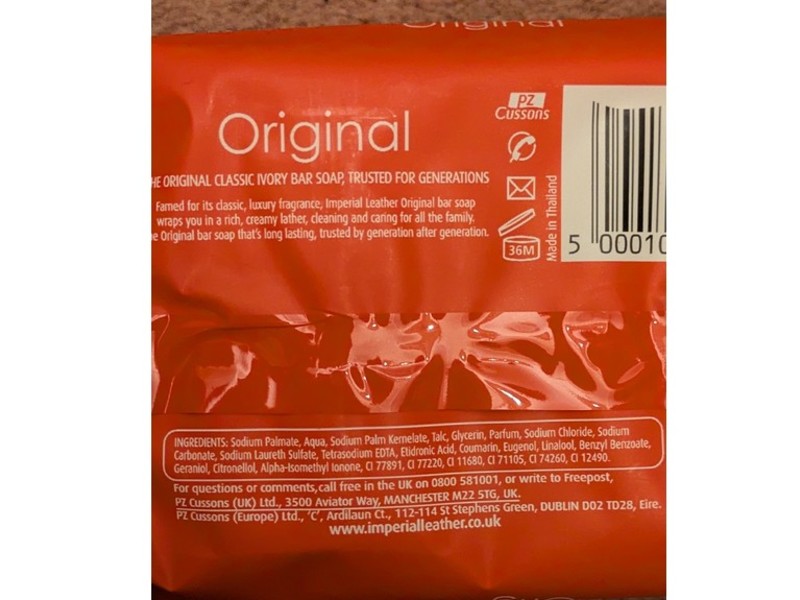 Original
Original
PZ
Cussons
HE ORIGINAL CLASSIC IVORY BAR SOAP, TRUSTED FOR GENERATIONS
Famed for its classic, luxury fragrance, Imperial Leather Original bar soap
wraps you in a rich, creamy lather, cleaning and caring for all the family.
e Original bar soap that's long lasting, trusted by generation after generation.
36M
Made in Thailand
5 00010
INGREDIENTS: Sodium Palmate, Aqua, Sodium Palm Kernelate, Talc, Glycerin, Parfum, Sodium Chloride, Sodium
Carbonate, Sodium Laureth Sulfate, Tetrasodium EDTA, Etidronic Acid, Coumarin, Eugenol, Linalool, Benzyl Benzoate,
Geraniol, Citronellol, Alpha-Isomethyl Ionone, CI 77891, CI 77220, CI 11680, CI 71105, CI 74260, CI 12490.
For questions or comments,call free in the UK on 0800 581001, or write to Freepost,
PZ Cussons (UK) Ltd., 3500 Aviator Way, MANCHESTER M22 5TG, UK.
PZ Cussons (Europe) Ltd., 'C', Ardilaun Ct., 112-114 St Stephens Green, DUBLIN D02 TD28, Eire.
www.imperialleather.co.uk